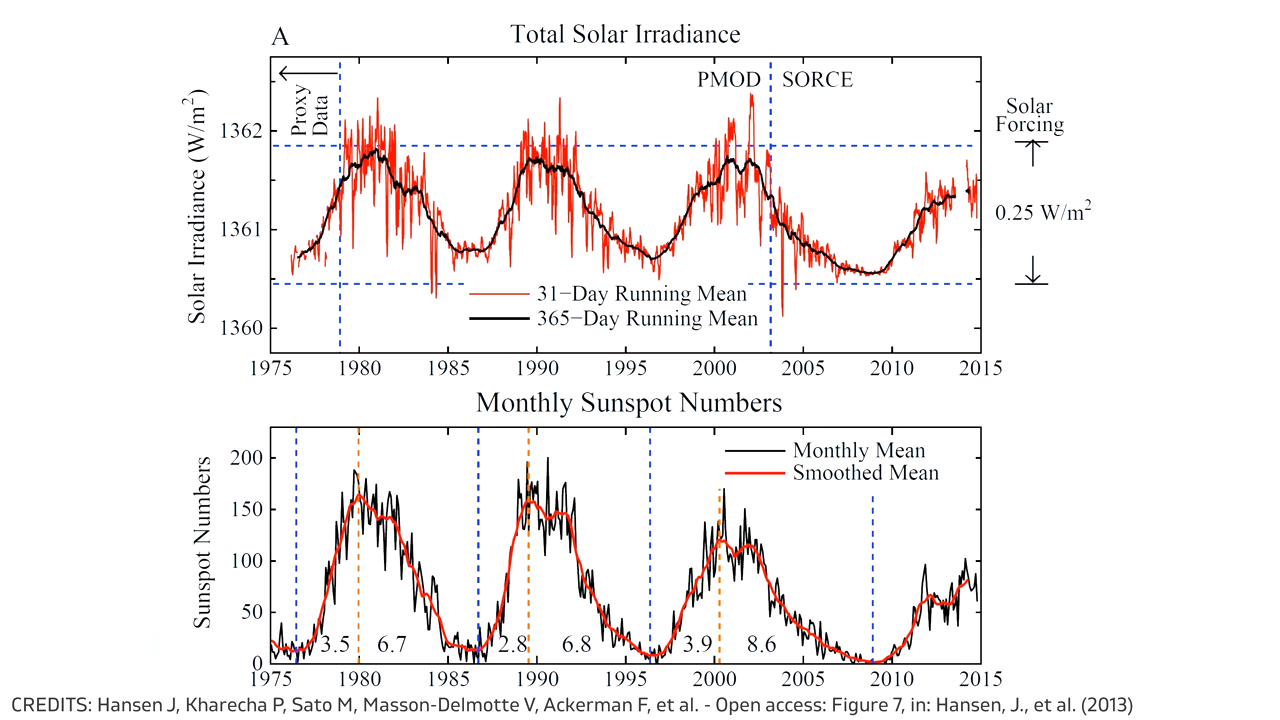 A
Total Solar Irradiance
Solar Irradiance (W/m²)
Proxy
Data
PMOD
SORCE
1362
1361
1360
31−Day Running Mean
365−Day Running Mean
1975 1980 1985 1990 1995 2000 2005 2010 2015
Solar
Forcing
0.25 W/m²
Monthly Sunspot Numbers
Sunspot Numbers
200
150
100
50
0
Monthly Mean
Smoothed Mean
3.5 6.7 2.8 6.8 3.9 8.6
1975 1980 1985 1990 1995 2000 2005 2010 2015
CREDITS: Hansen J, Kharecha P, Sato M, Masson-Delmotte V, Ackerman F, et al. - Open access: Figure 7, in: Hansen, J., et al. (2013)